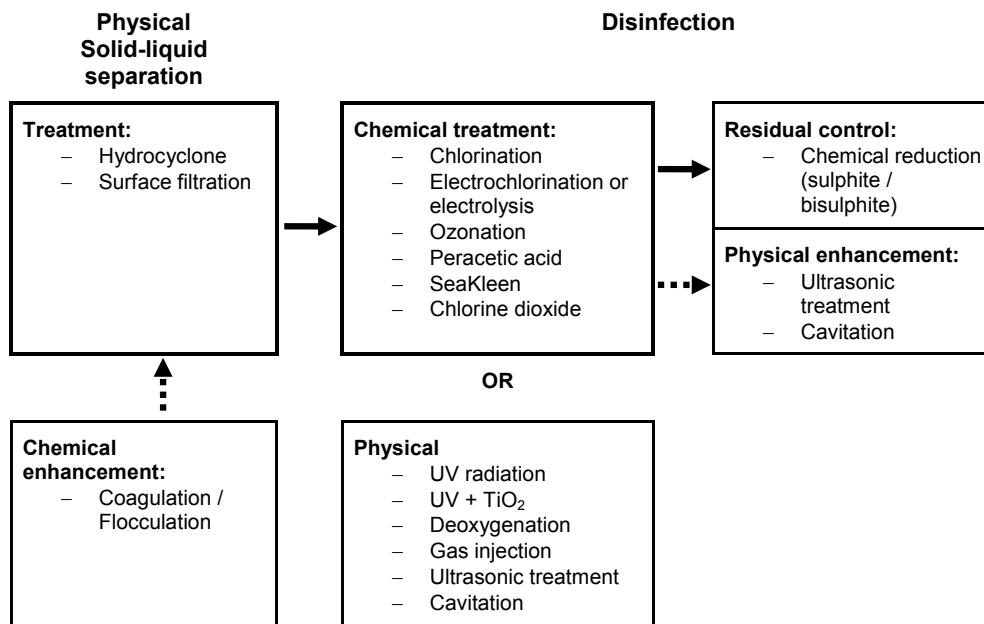 Physical
Solid-liquid
separation
Disinfection
Treatment:
– Hydrocyclone
– Surface filtration
Chemical treatment:
– Chlorination
– Electrochlorination or
electrolysis
– Ozonation
– Peracetic acid
– SeaKleen
– Chlorine dioxide
Residual control:
– Chemical reduction
(sulphite /
bisulphite)
Physical enhancement:
– Ultrasonic
treatment
– Cavitation
OR
Chemical
enhancement:
– Coagulation /
Flocculation
Physical
– UV radiation
– UV + TiO₂
– Deoxygenation
– Gas injection
– Ultrasonic treatment
– Cavitation